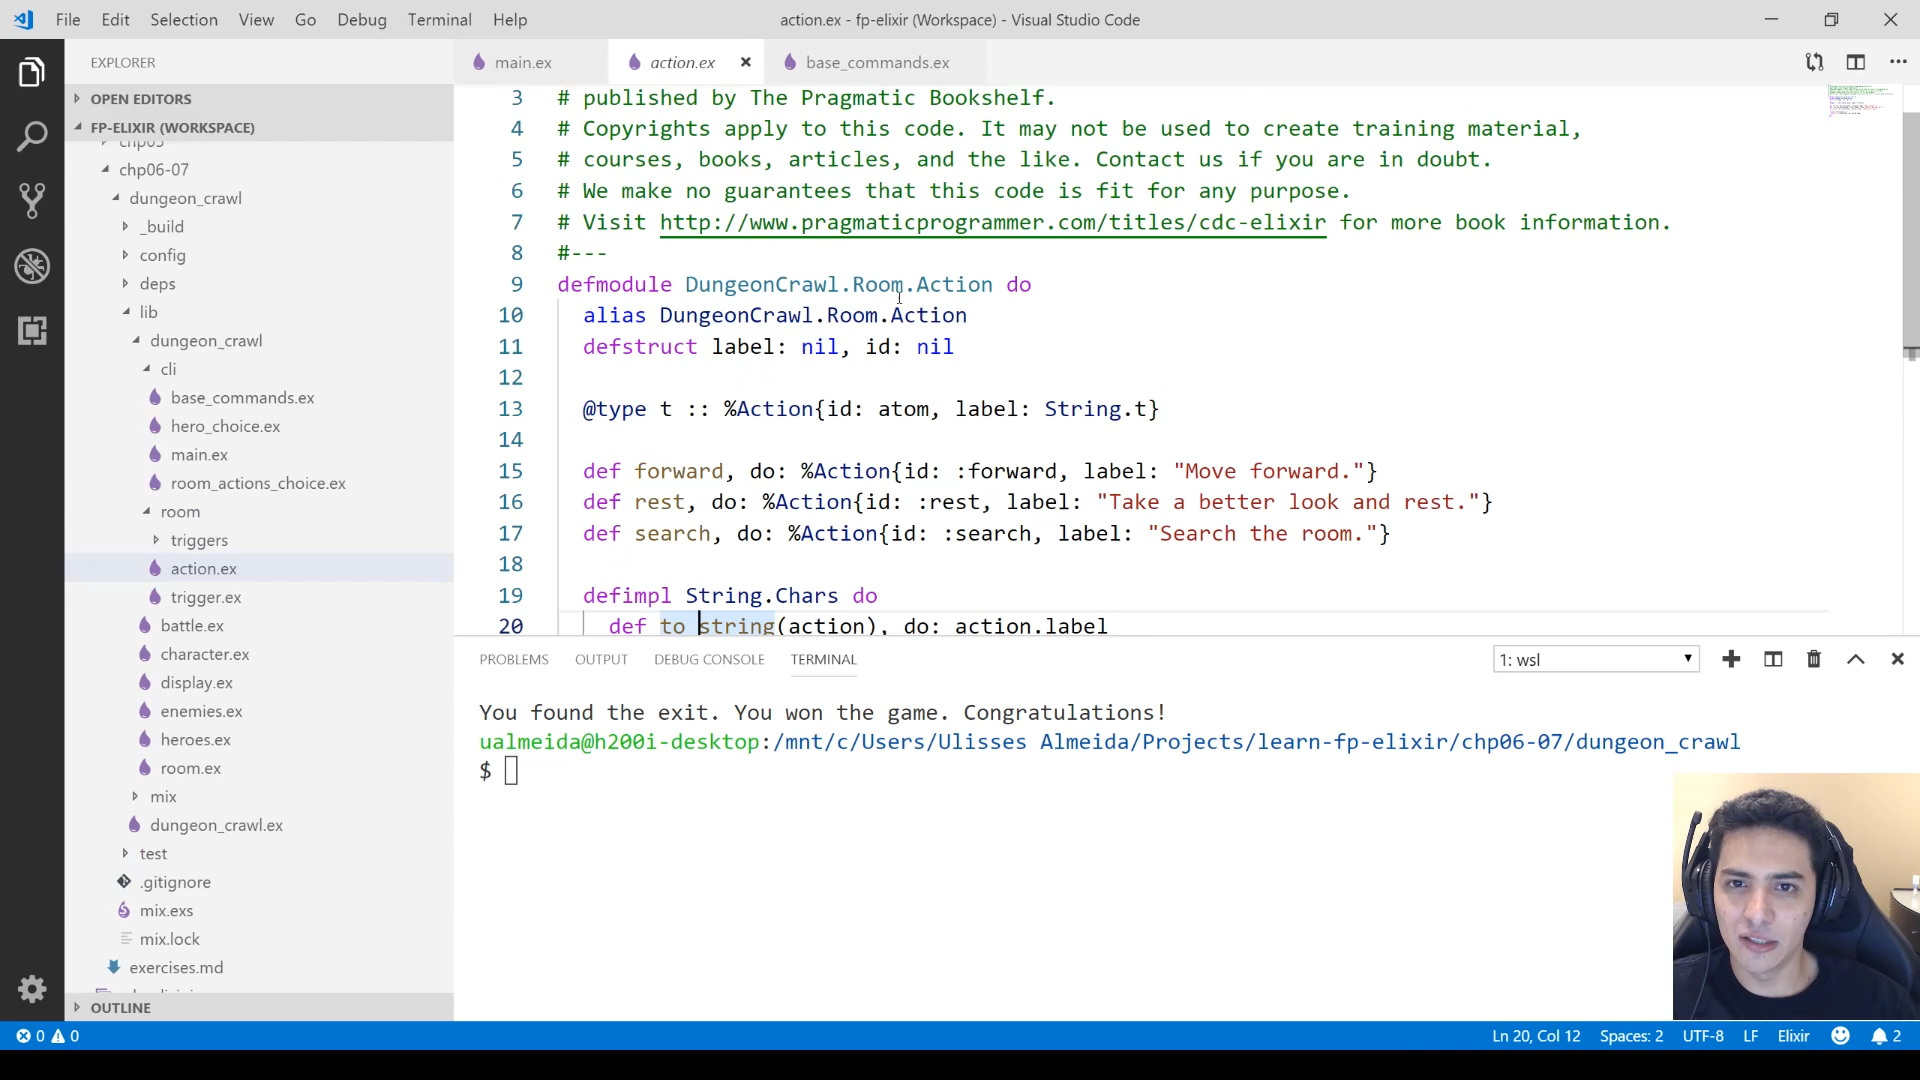 File Edit Selection View Go Debug Terminal Help
action.ex - fp-elixir (Workspace) - Visual Studio Code
EXPLORER
OPEN EDITORS
FP-ELIXIR (WORKSPACE)
chp05
chp06-07
dungeon_crawl
_build
config
deps
lib
dungeon_crawl
cli
base_commands.ex
hero_choice.ex
main.ex
room_actions_choice.ex
room
triggers
action.ex
trigger.ex
battle.ex
character.ex
display.ex
enemies.ex
heroes.ex
room.ex
mix
dungeon_crawl.ex
test
.gitignore
mix.exs
mix.lock
exercises.md
OUTLINE
main.ex action.ex base_commands.ex
3 # published by The Pragmatic Bookshelf.
4 # Copyrights apply to this code. It may not be used to create training material,
5 # courses, books, articles, and the like. Contact us if you are in doubt.
6 # We make no guarantees that this code is fit for any purpose.
7 # Visit http://www.pragmaticprogrammer.com/titles/cdc-elixir for more book information.
8 #---
9 defmodule DungeonCrawl.Room.Action do
10 alias DungeonCrawl.Room.Action
11 defstruct label: nil, id: nil
12
13 @type t :: %Action{id: atom, label: String.t}
14
15 def forward, do: %Action{id: :forward, label: "Move forward."}
16 def rest, do: %Action{id: :rest, label: "Take a better look and rest."}
17 def search, do: %Action{id: :search, label: "Search the room."}
18
19 defimpl String.Chars do
20 def to_string(action), do: action.label
PROBLEMS OUTPUT DEBUG CONSOLE TERMINAL
1: wsl
You found the exit. You won the game. Congratulations!
ualmeida@h200i-desktop:/mnt/c/Users/Ulisses Almeida/Projects/learn-fp-elixir/chp06-07/dungeon_crawl
$
0 0
Ln 20, Col 12 Spaces: 2 UTF-8 LF Elixir 2